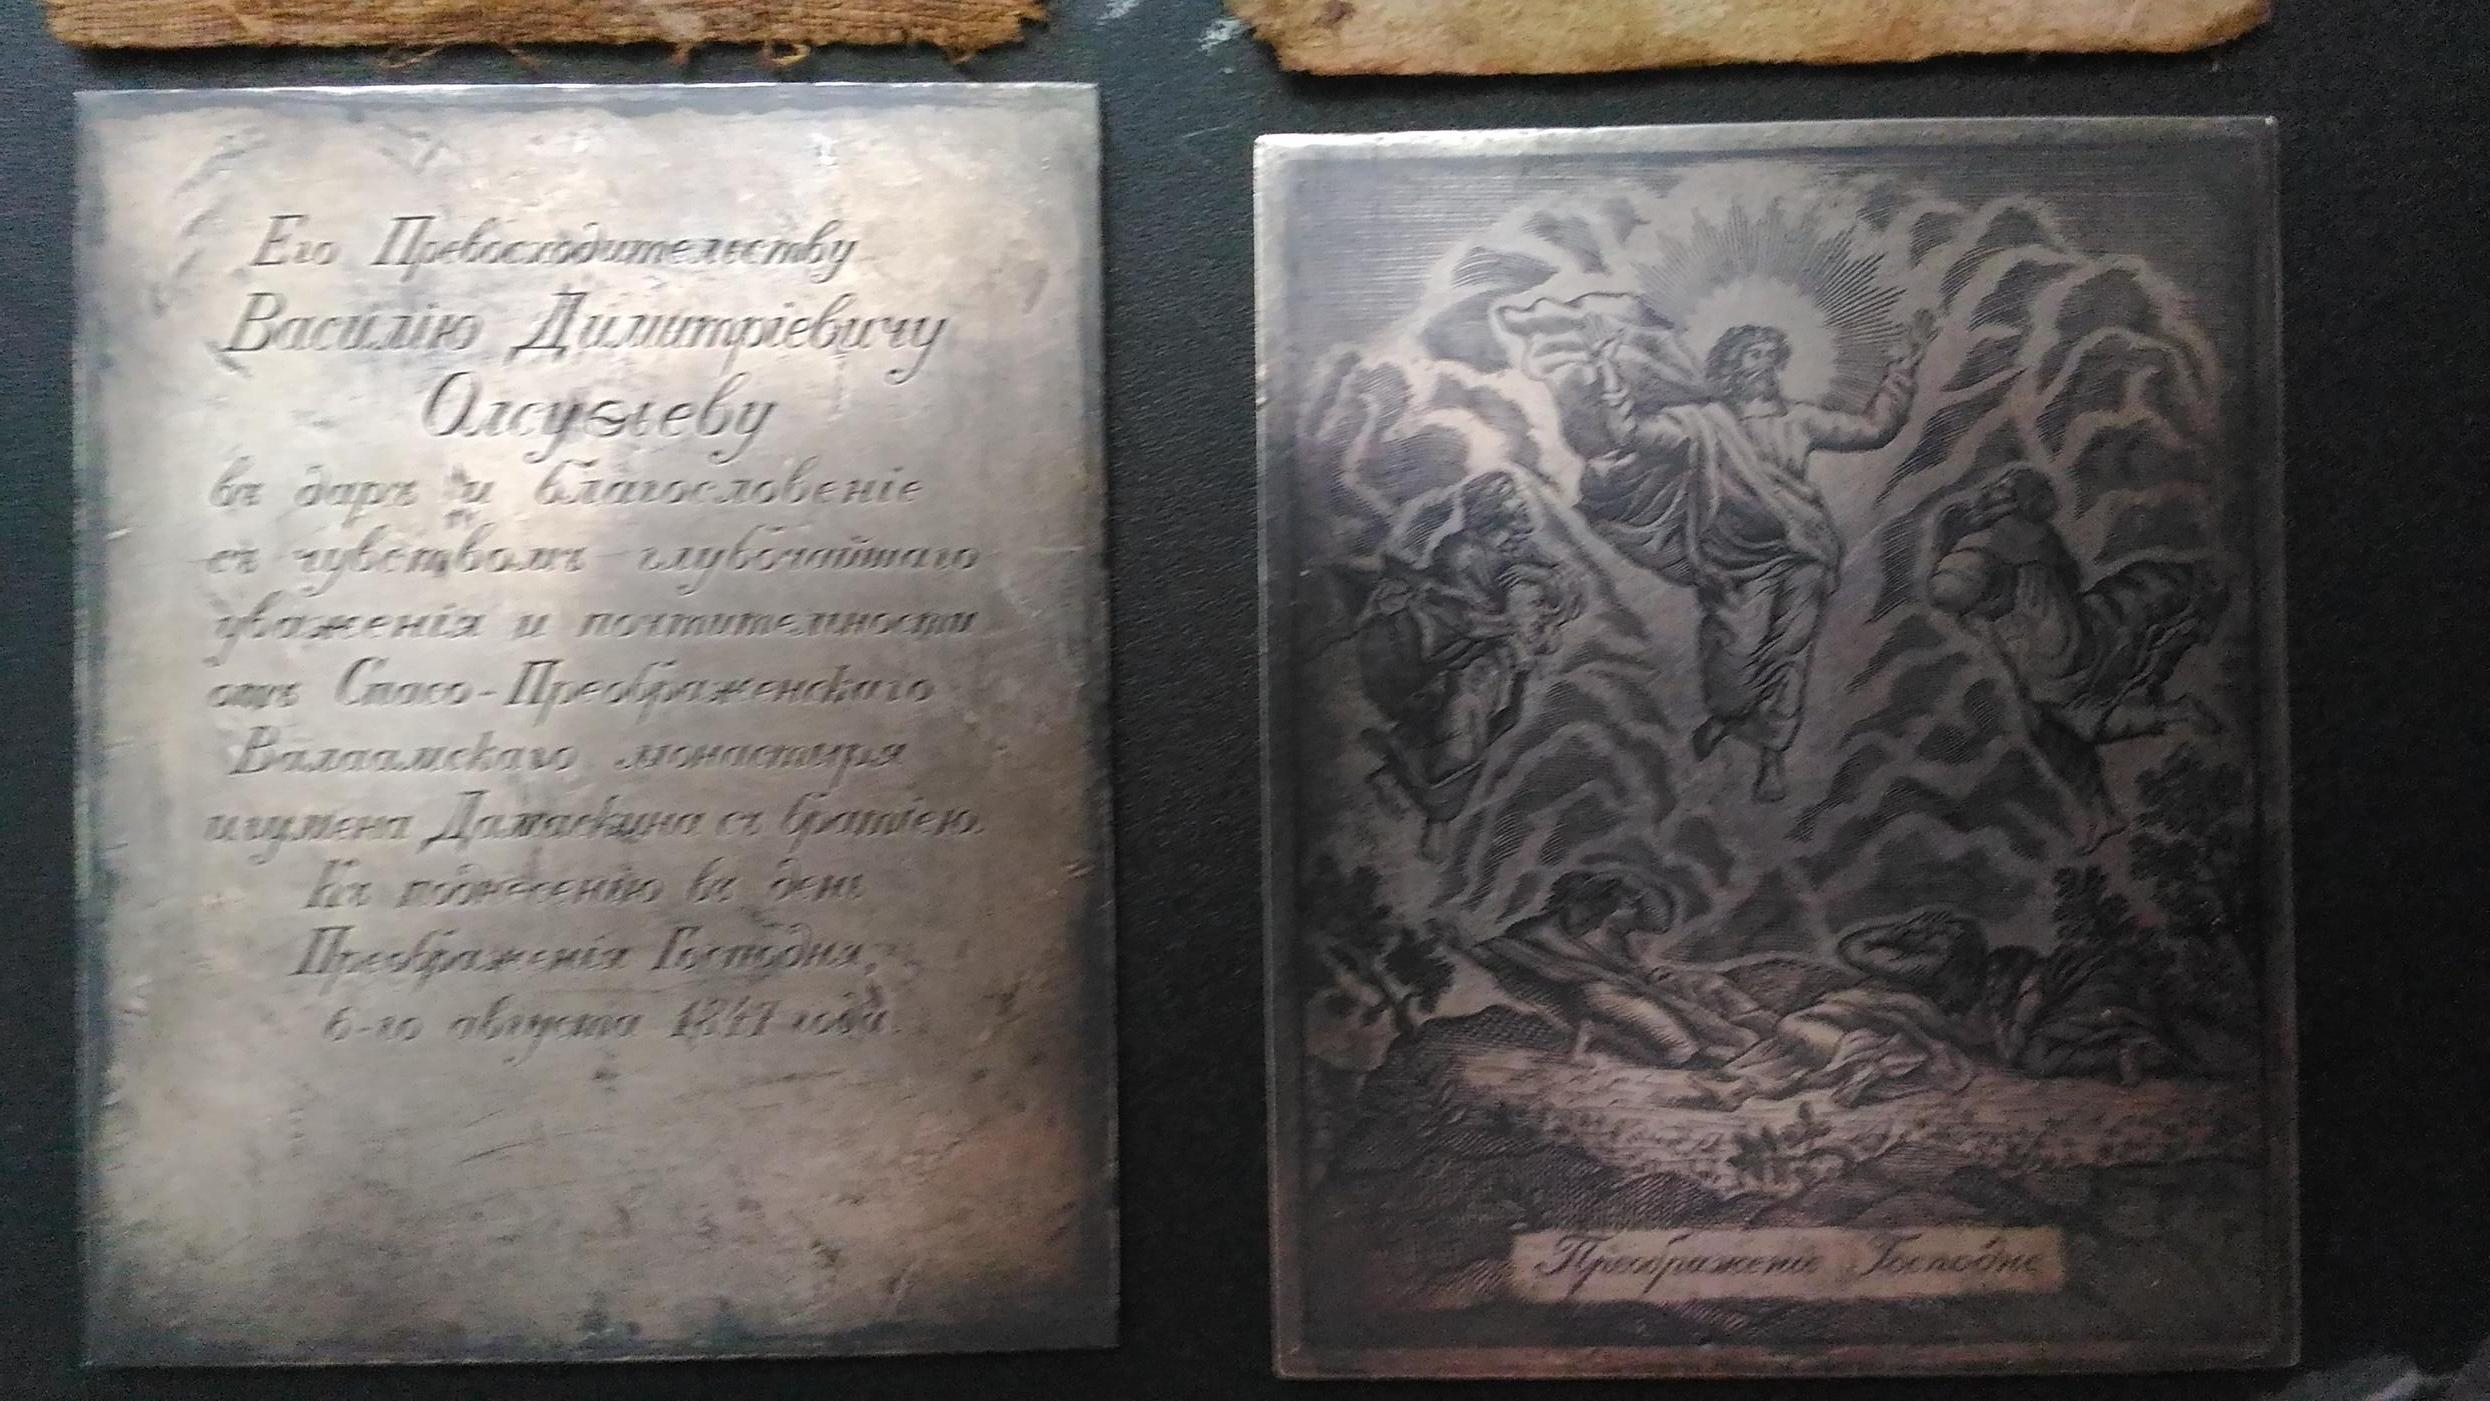 Его Превосходительству
Василію Димитріевичу
Олсуѳьеву
въ даръ и благословеніе
съ чувствомъ глубочайшаго
уваженія и почтительности
отъ Спасо-Преображенскаго
Валаамскаго монастыря
игумена Дамаскина съ братіею.
Къ поднесенію въ день
Преображенія Господня,
6-го августа 1847 года.
Преображеніе Господне